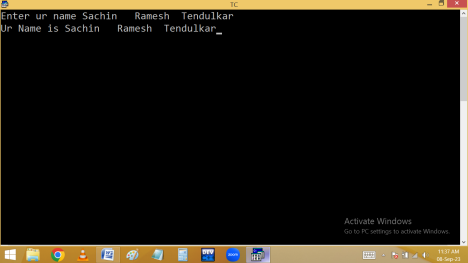 TC
Enter ur name Sachin   Ramesh  Tendulkar
Ur Name is Sachin   Ramesh  Tendulkar_
Activate Windows
Go to PC settings to activate Windows.
11:37 AM
08-Sep-23